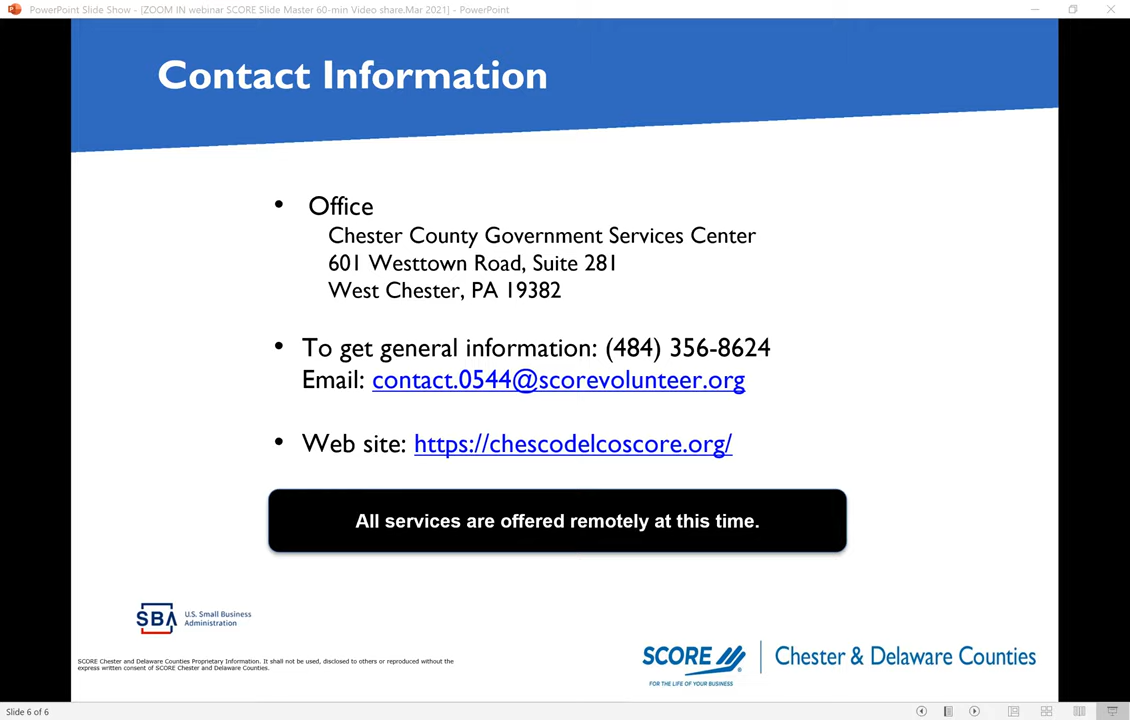 PowerPoint Slide Show - [ZOOM IN webinar SCORE Slide Master 60-min Video share.Mar 2021] - PowerPoint
Contact Information
• Office
Chester County Government Services Center
601 Westtown Road, Suite 281
West Chester, PA 19382
• To get general information: (484) 356-8624
Email: contact.0544@scorevolunteer.org
• Web site: https://chescodelcoscore.org/
All services are offered remotely at this time.
SBA
U.S. Small Business
Administration
SCORE Chester and Delaware Counties Proprietary Information. It shall not be used, disclosed to others or reproduced without the
express written consent of SCORE Chester and Delaware Counties.
SCORE
FOR THE LIFE OF YOUR BUSINESS
Chester & Delaware Counties
Slide 6 of 6